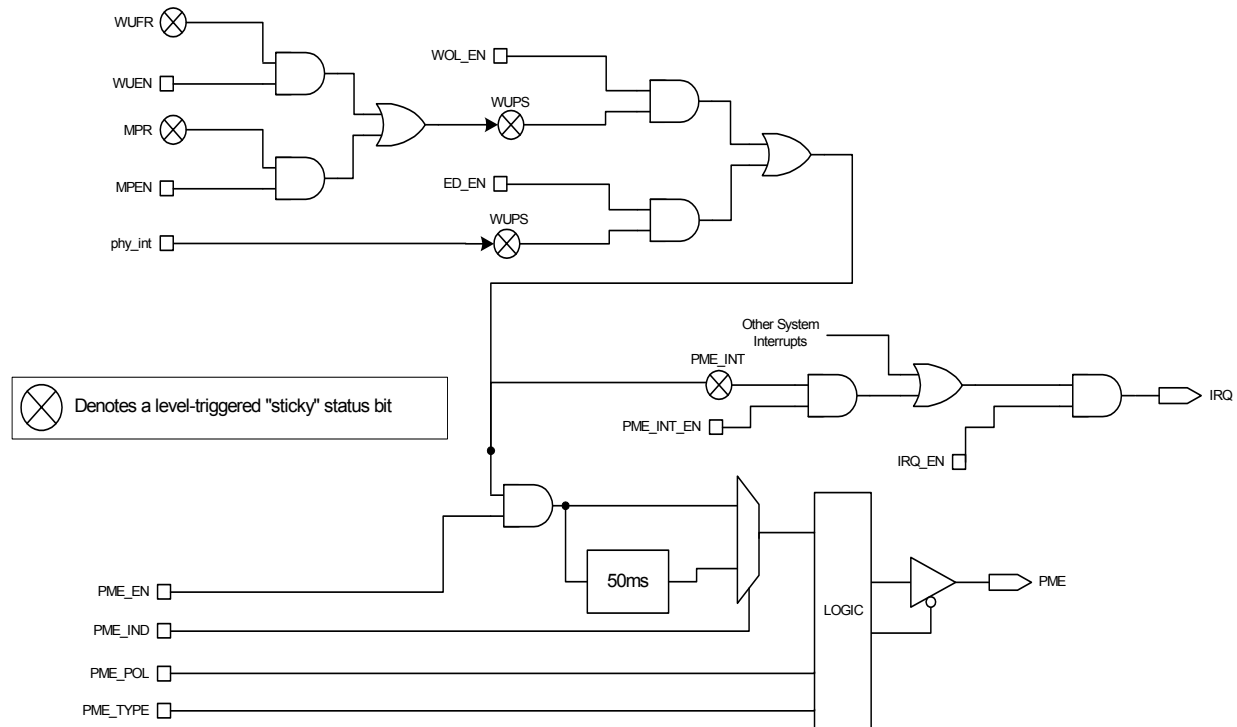 WUFR
WUEN
MPR
MPEN
phy_int
WOL_EN
WUPS
ED_EN
WUPS
Other System
Interrupts
PME_INT
PME_INT_EN
IRQ_EN
IRQ
Denotes a level-triggered "sticky" status bit
50ms
LOGIC
PME
PME_EN
PME_IND
PME_POL
PME_TYPE